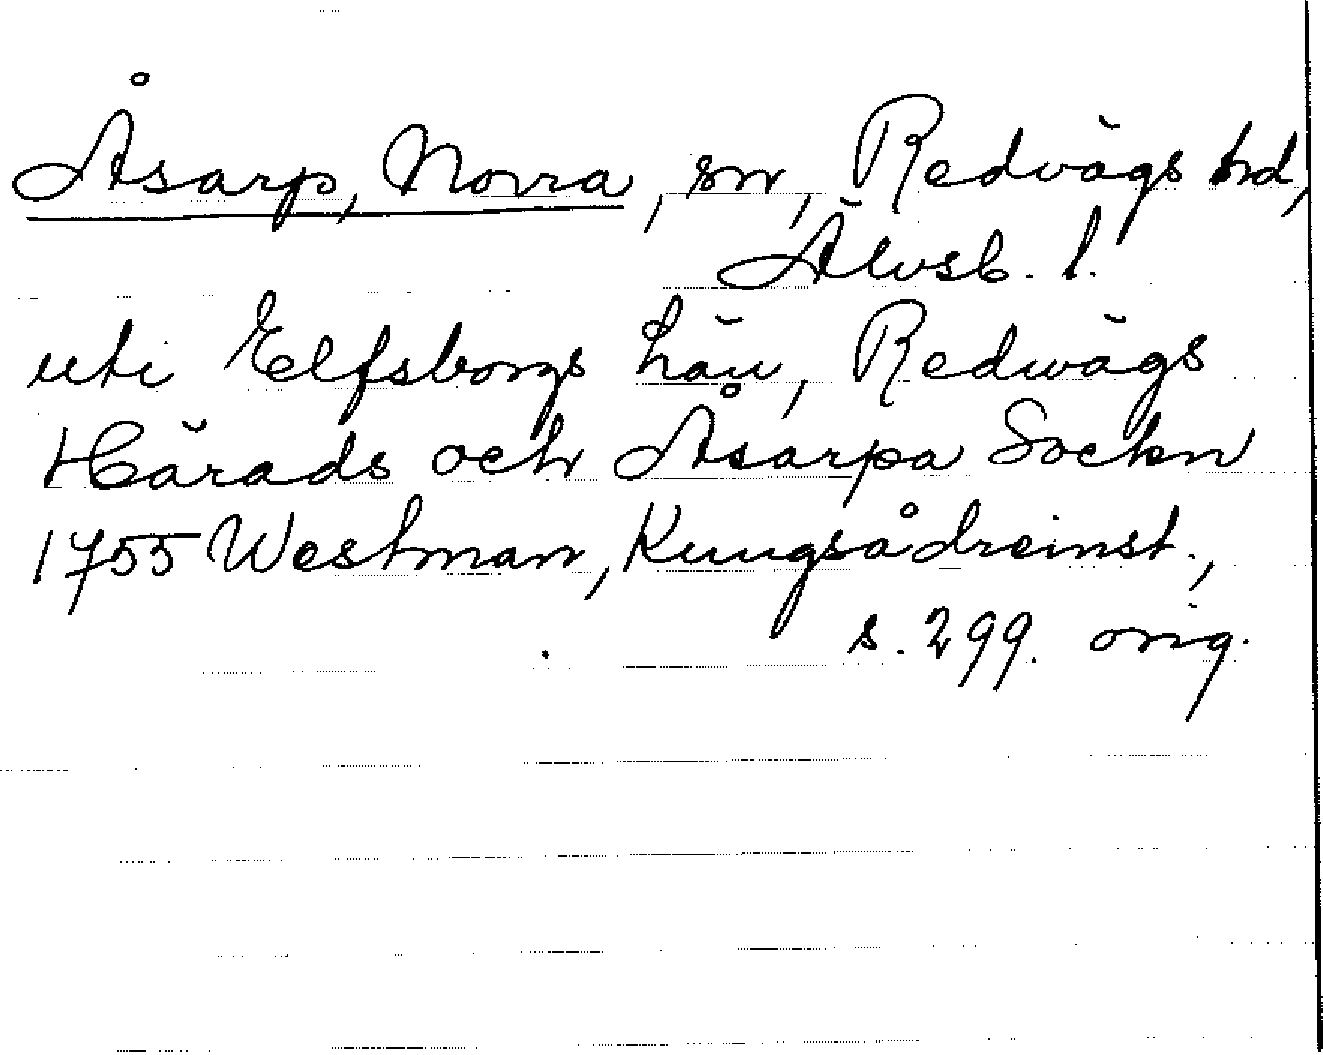 Åsarp, Norra, sn, Redvägs hd,
Älvsb. l.
uti Elfsborgs Län, Redwägs
Härads och Åsarpa Sockn
1755 Westman, Kungsådreinst.,
s. 299. orig.